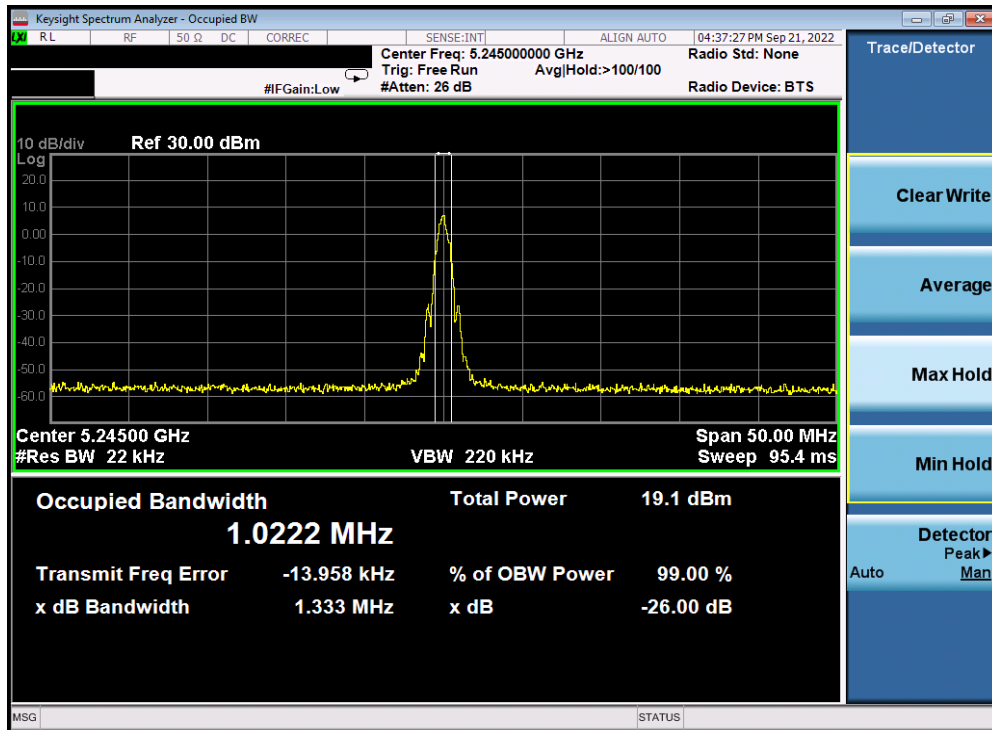 Keysight Spectrum Analyzer - Occupied BW
LXI RL RF 50 Ω DC CORREC SENSE:INT ALIGN AUTO 04:37:27 PM Sep 21, 2022
Center Freq: 5.245000000 GHz Radio Std: None
Trig: Free Run Avg|Hold:>100/100
#IFGain:Low #Atten: 26 dB Radio Device: BTS
Trace/Detector
10 dB/div Ref 30.00 dBm
Log
20.0
10.0
0.00
-10.0
-20.0
-30.0
-40.0
-50.0
-60.0
Center 5.24500 GHz Span 50.00 MHz
#Res BW 22 kHz VBW 220 kHz Sweep 95.4 ms
Occupied Bandwidth Total Power 19.1 dBm
1.0222 MHz
Transmit Freq Error -13.958 kHz % of OBW Power 99.00 %
x dB Bandwidth 1.333 MHz x dB -26.00 dB
Clear Write
Average
Max Hold
Min Hold
Detector
Peak▶
Auto Man
MSG STATUS